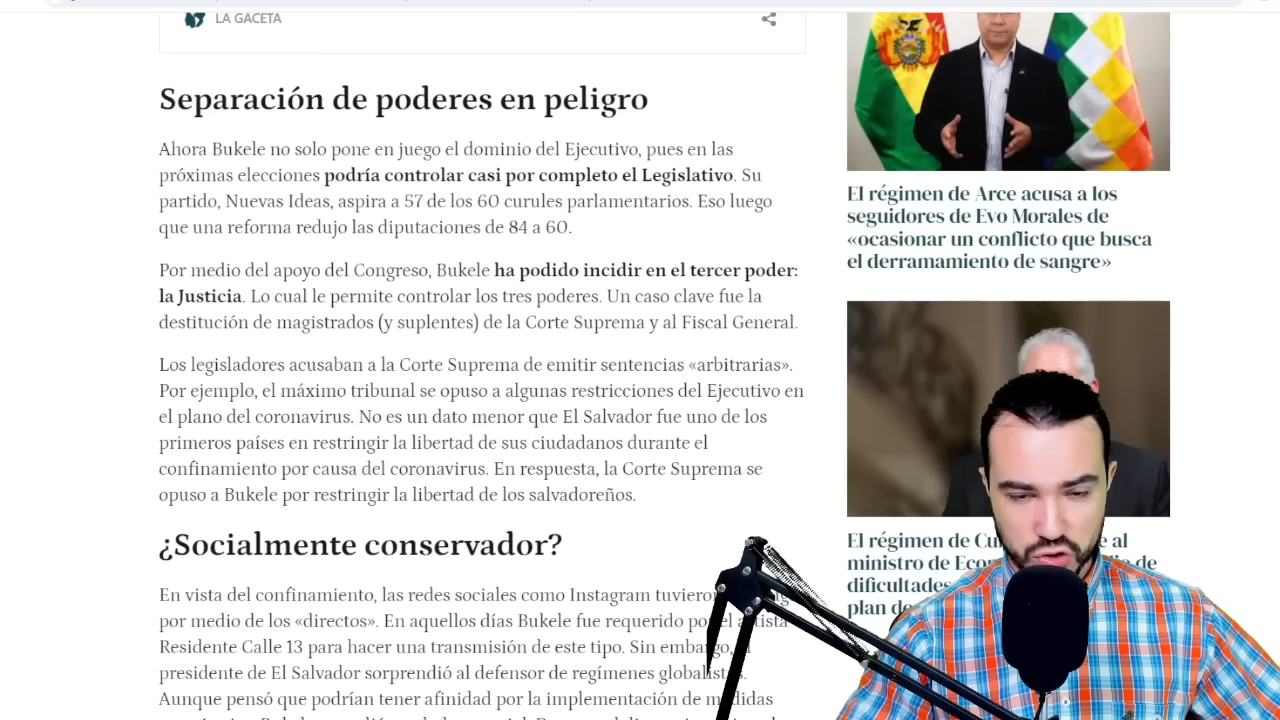 LA GACETA
Separación de poderes en peligro
Ahora Bukele no solo pone en juego el dominio del Ejecutivo, pues en las
próximas elecciones podría controlar casi por completo el Legislativo. Su
partido, Nuevas Ideas, aspira a 57 de los 60 curules parlamentarios. Eso luego
que una reforma redujo las diputaciones de 84 a 60.
Por medio del apoyo del Congreso, Bukele ha podido incidir en el tercer poder:
la Justicia. Lo cual le permite controlar los tres poderes. Un caso clave fue la
destitución de magistrados (y suplentes) de la Corte Suprema y al Fiscal General.
Los legisladores acusaban a la Corte Suprema de emitir sentencias «arbitrarias».
Por ejemplo, el máximo tribunal se opuso a algunas restricciones del Ejecutivo en
el plano del coronavirus. No es un dato menor que El Salvador fue uno de los
primeros países en restringir la libertad de sus ciudadanos durante el
confinamiento por causa del coronavirus. En respuesta, la Corte Suprema se
opuso a Bukele por restringir la libertad de los salvadoreños.
¿Socialmente conservador?
En vista del confinamiento, las redes sociales como Instagram
por medio de los «directos». En aquellos días Bukele fue requerido por el artista
Residente Calle 13 para hacer una transmisión de este tipo. Sin embargo, el
presidente de El Salvador sorprendió al defensor de regímenes globalistas.
Aunque pensó que podrían tener afinidad por la implementación de medidas
El régimen de Arce acusa a los
seguidores de Evo Morales de
«ocasionar un conflicto que busca
el derramamiento de sangre»
El régimen de al
ministro de de
dificultades
plan de